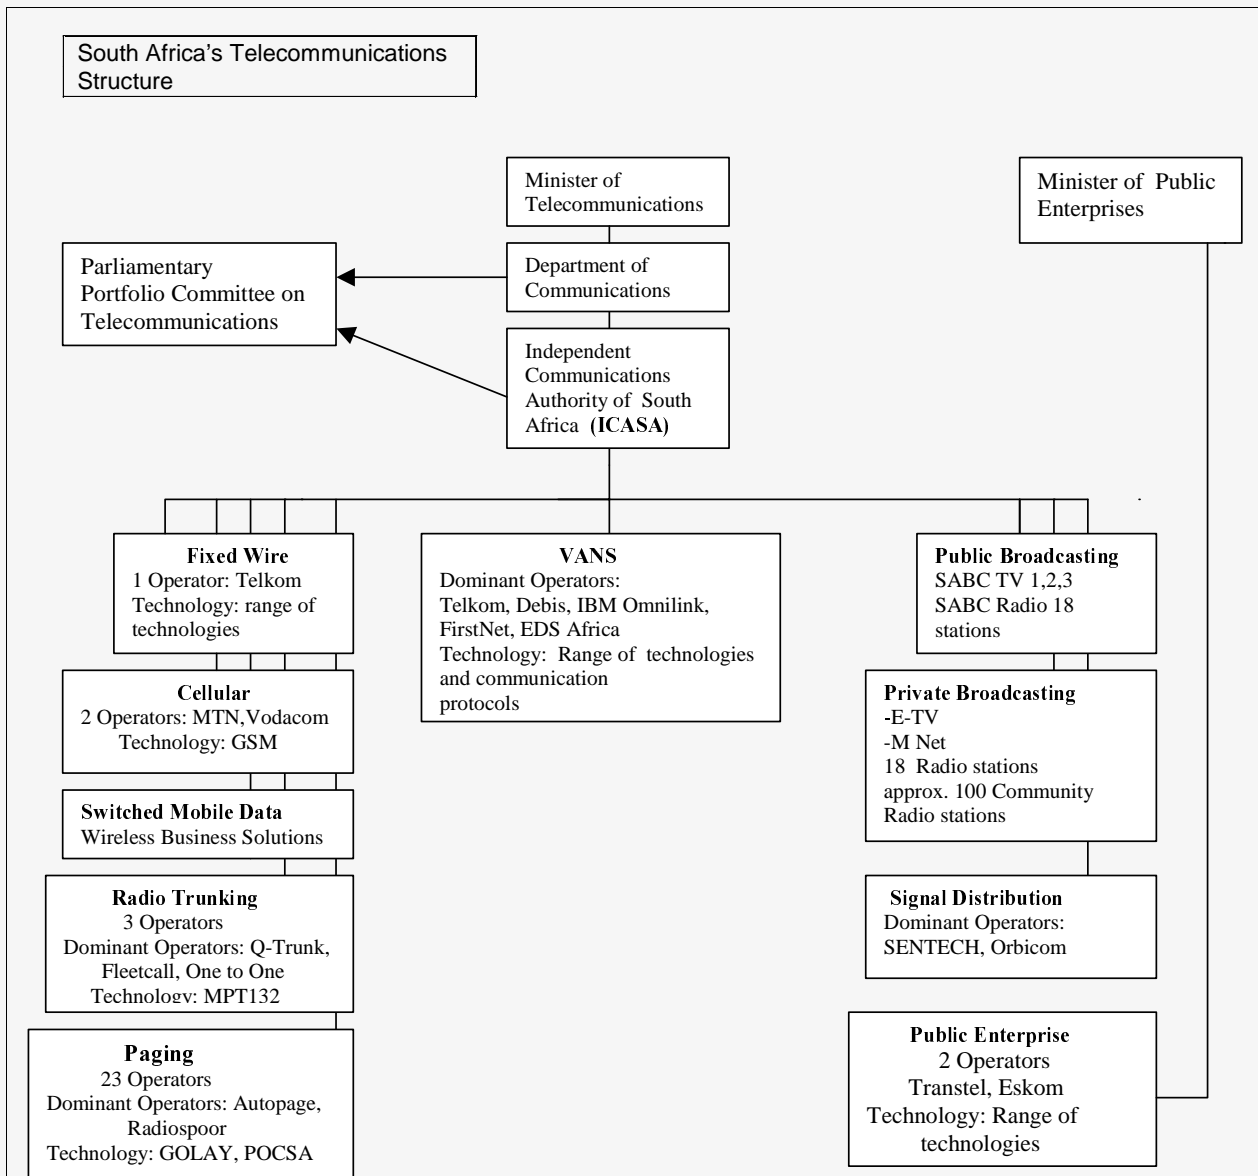 South Africa's Telecommunications
Structure
Minister of
Telecommunications
Minister of Public
Enterprises
Parliamentary
Portfolio Committee on
Telecommunications
Department of
Communications
Independent
Communications
Authority of South
Africa (ICASA)
Fixed Wire
1 Operator: Telkom
Technology: range of
technologies
VANS
Dominant Operators:
Telkom, Debis, IBM Omnilink,
FirstNet, EDS Africa
Technology: Range of technologies
and communication
protocols
Public Broadcasting
SABC TV 1,2,3
SABC Radio 18
stations
Cellular
2 Operators: MTN,Vodacom
Technology: GSM
Private Broadcasting
-E-TV
-M Net
18 Radio stations
approx. 100 Community
Radio stations
Switched Mobile Data
Wireless Business Solutions
Radio Trunking
3 Operators
Dominant Operators: Q-Trunk,
Fleetcall, One to One
Technology: MPT132
Signal Distribution
Dominant Operators:
SENTECH, Orbicom
Paging
23 Operators
Dominant Operators: Autopage,
Radiospoor
Technology: GOLAY, POCSA
Public Enterprise
2 Operators
Transtel, Eskom
Technology: Range of
technologies